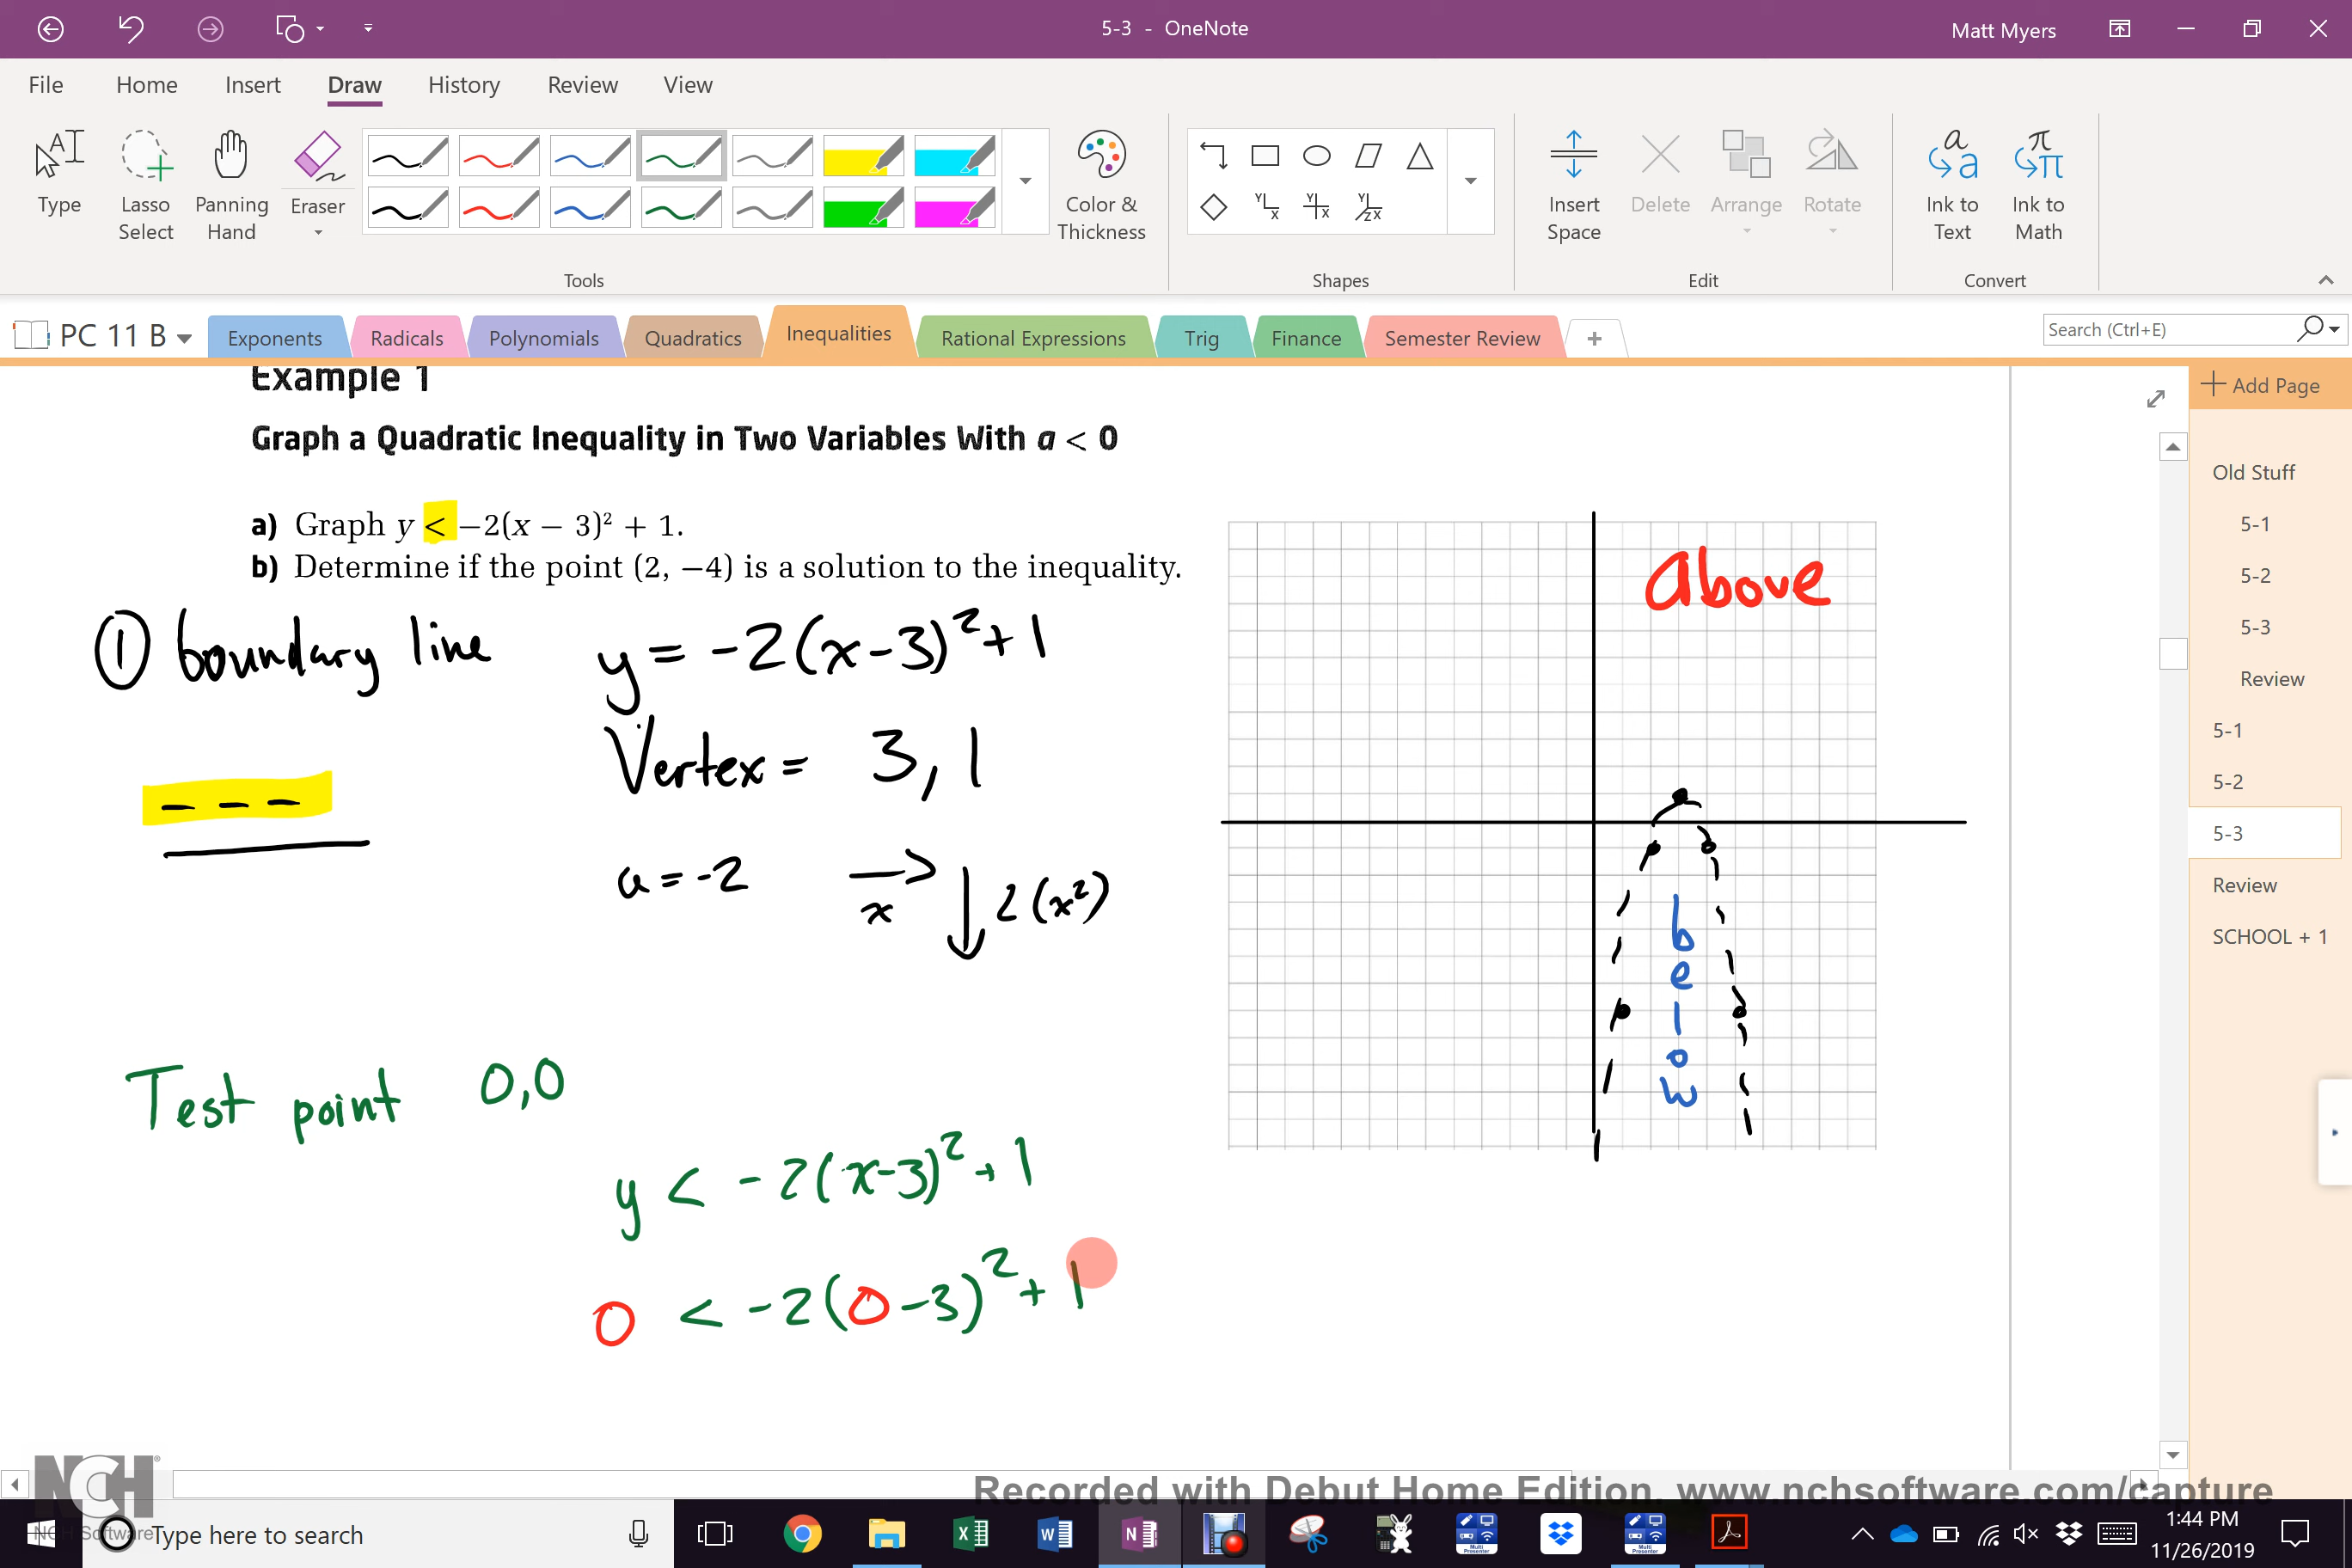 5-3 - OneNote
Matt Myers
File Home Insert Draw History Review View
Type
Lasso Select
Panning Hand
Eraser
Color & Thickness
Insert Space
Delete
Arrange
Rotate
Ink to Text
Ink to Math
Tools
Shapes
Edit
Convert
PC 11 B
Exponents Radicals Polynomials Quadratics Inequalities Rational Expressions Trig Finance Semester Review +
Search (Ctrl+E)
Add Page
Old Stuff
5-1
5-2
5-3
Review
5-1
5-2
5-3
Review
SCHOOL + 1
Example 1
Graph a Quadratic Inequality in Two Variables With a < 0
a) Graph y < −2(x − 3)² + 1.
b) Determine if the point (2, −4) is a solution to the inequality.
① boundary line
y = -2(x-3)²+1
Vertex = 3, 1
a = -2
x
2(x²)
Above
below
Test point 0,0
y < -2(x-3)²+1
0 < -2(0-3)²+1
NCH
NCH Software
Recorded with Debut Home Edition. www.nchsoftware.com/capture
Type here to search
1:44 PM
11/26/2019